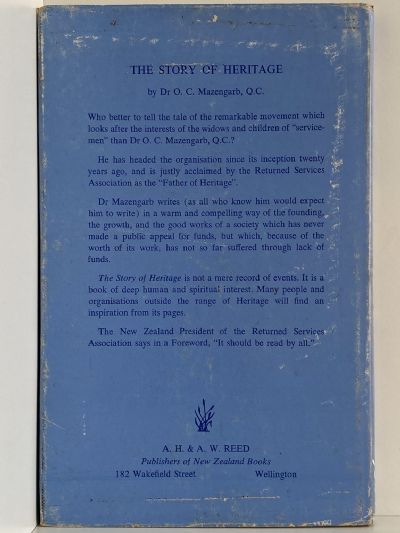 THE STORY OF HERITAGE
by Dr O. C. Mazengarb, Q.C.
Who better to tell the tale of the remarkable movement which
looks after the interests of the widows and children of "service-
men" than Dr O. C. Mazengarb, Q.C.?
He has headed the organisation since its inception twenty
years ago, and is justly acclaimed by the Returned Services
Association as the "Father of Heritage".
Dr Mazengarb writes (as all who know him would expect
him to write) in a warm and compelling way of the founding,
the growth, and the good works of a society which has never
made a public appeal for funds, but which, because of the
worth of its work, has not so far suffered through lack of
funds.
The Story of Heritage is not a mere record of events. It is a
book of deep human and spiritual interest. Many people and
organisations outside the range of Heritage will find an
inspiration from its pages.
The New Zealand President of the Returned Services
Association says in a Foreword, "It should be read by all."
A. H. & A. W. REED
Publishers of New Zealand Books
182 Wakefield Street Wellington